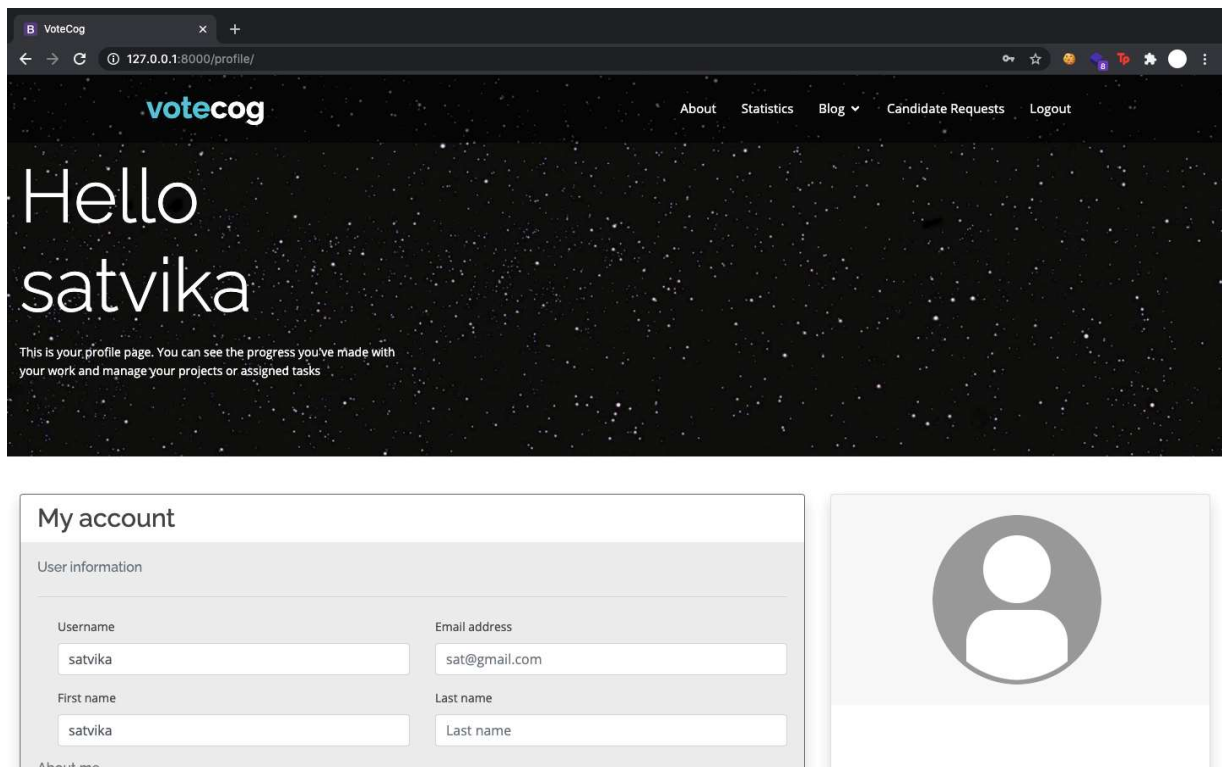 B VoteCog
127.0.0.1:8000/profile/
B Tp
votecog
About Statistics Blog Candidate Requests Logout
Hello
satvika
This is your profile page. You can see the progress you've made with
your work and manage your projects or assigned tasks
My account
User information
Username Email address
satvika sat@gmail.com
First name Last name
satvika Last name
About me